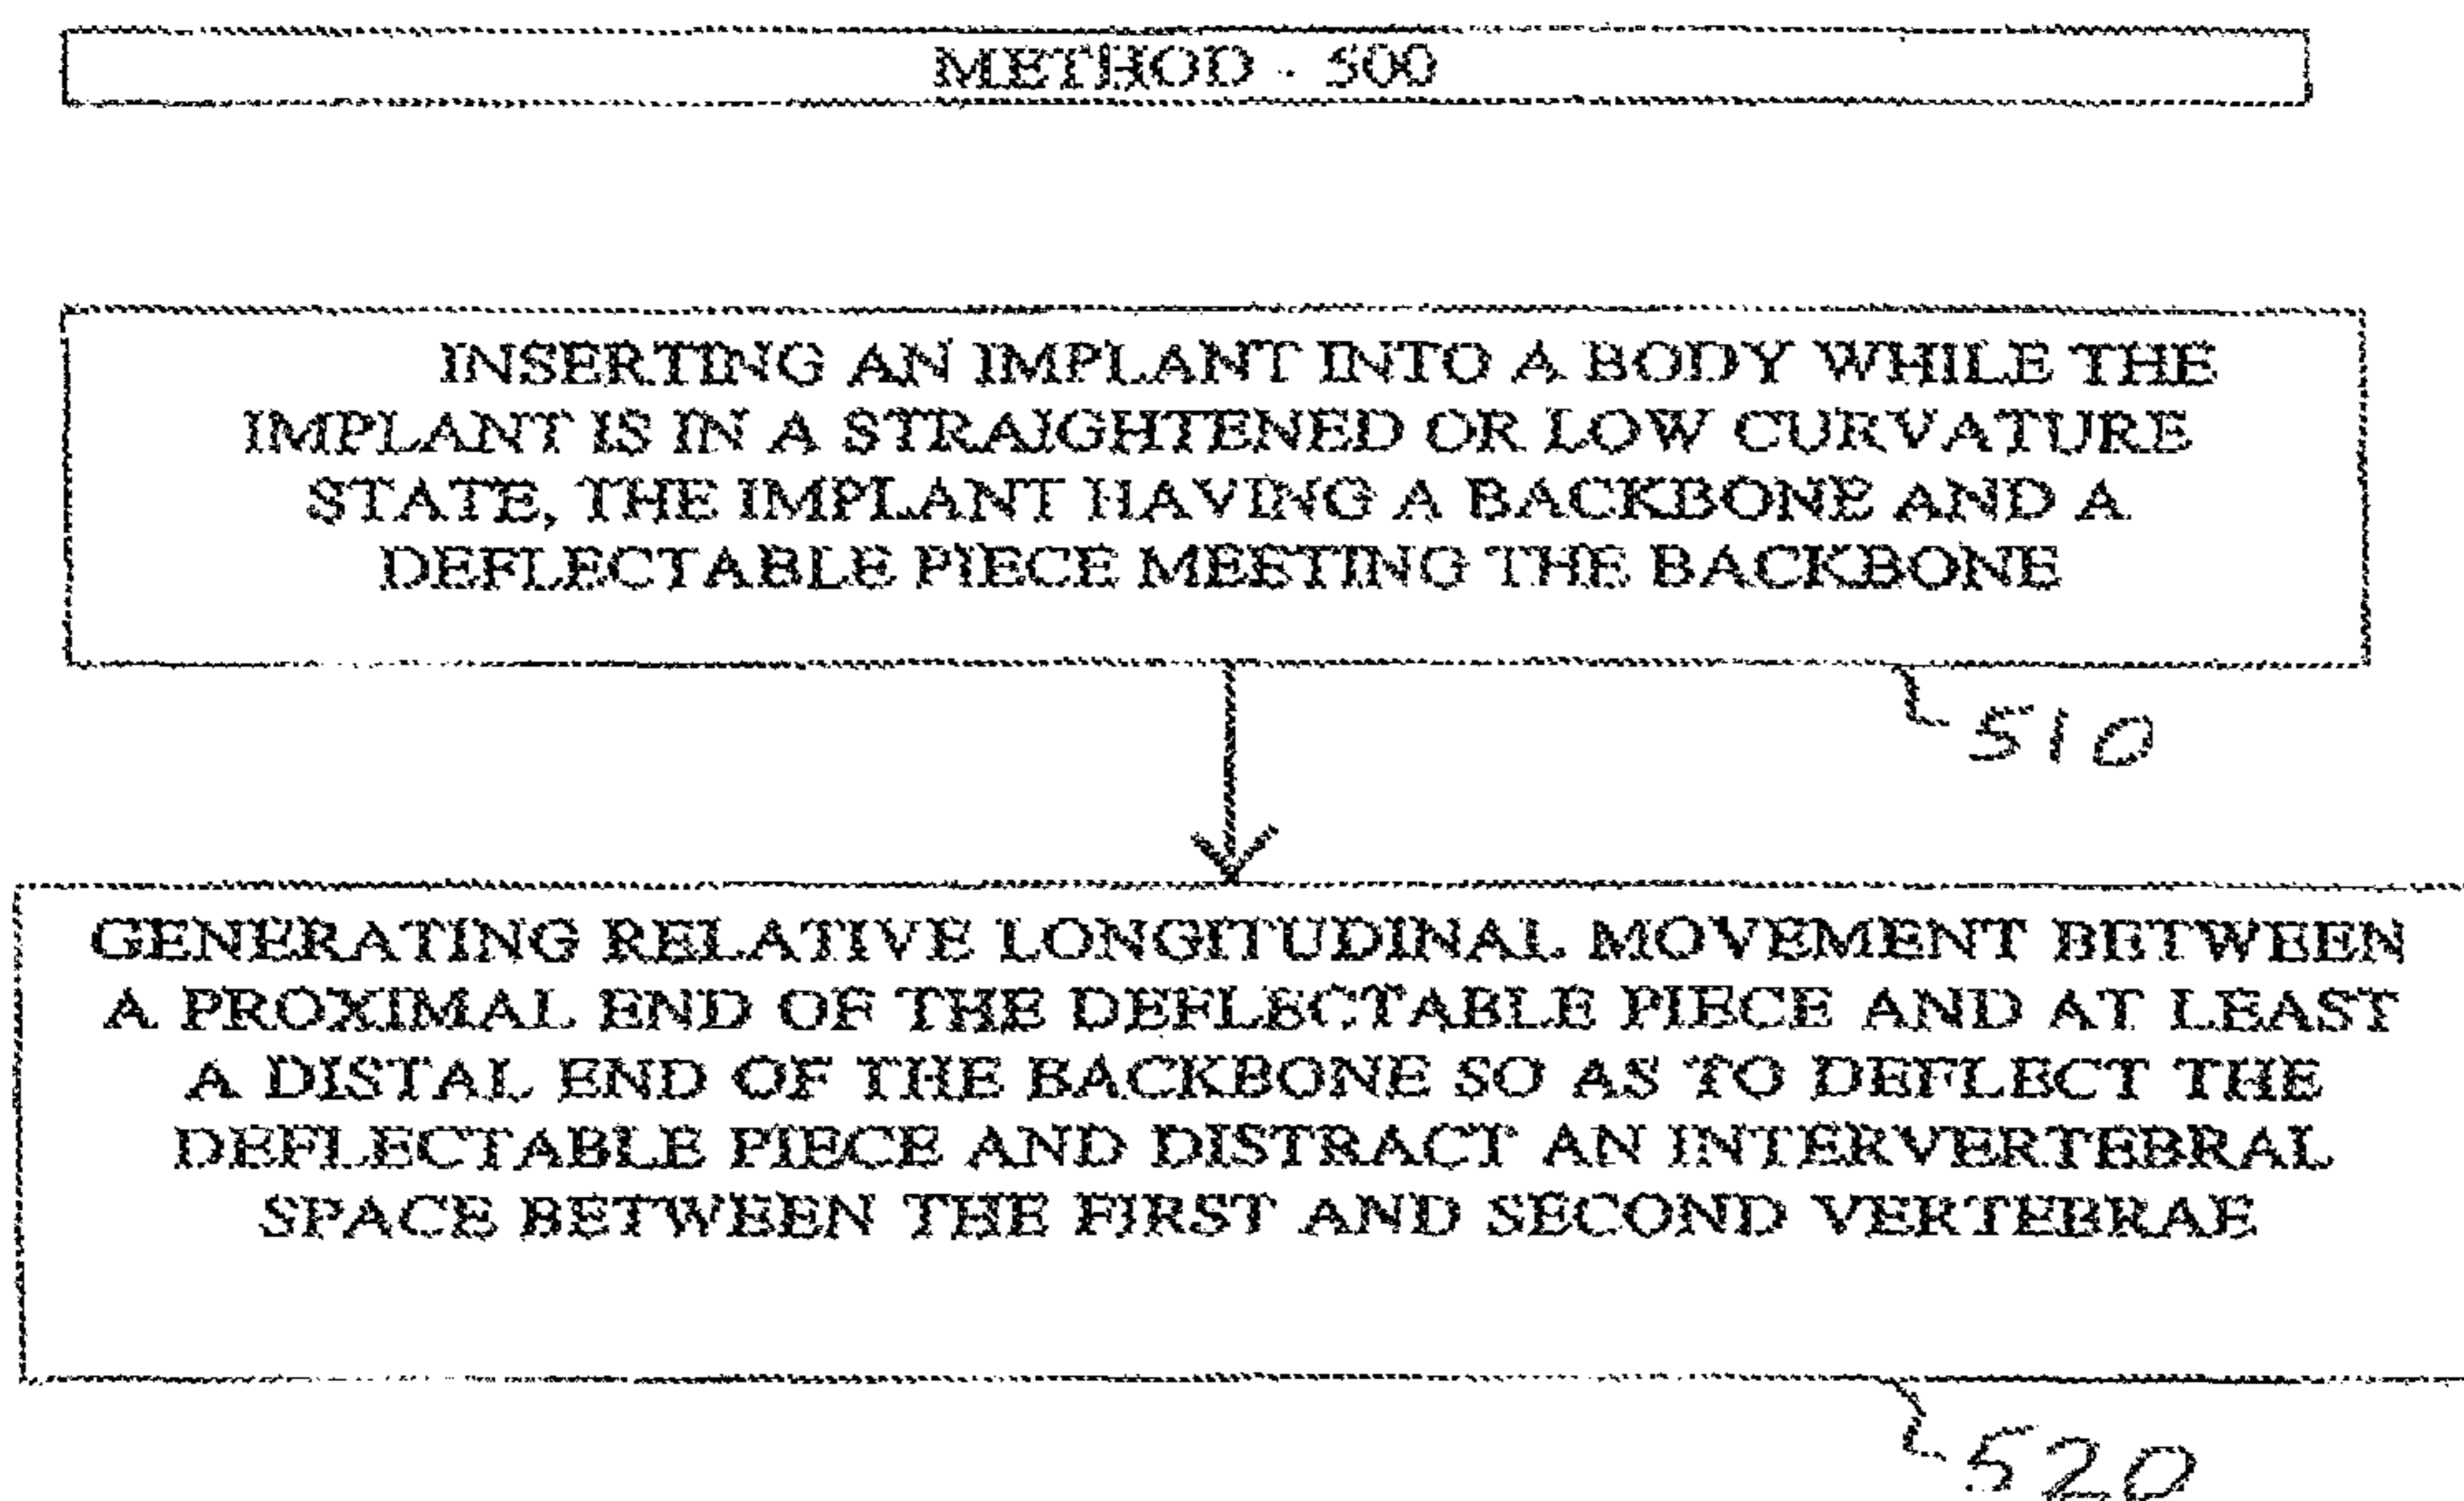 METHOD - 500
INSERTING AN IMPLANT INTO A BODY WHILE THE
IMPLANT IS IN A STRAIGHTENED OR LOW CURVATURE
STATE, THE IMPLANT HAVING A BACKBONE AND A
DEFLECTABLE PIECE MEETING THE BACKBONE
510
GENERATING RELATIVE LONGITUDINAL MOVEMENT BETWEEN
A PROXIMAL END OF THE DEFLECTABLE PIECE AND AT LEAST
A DISTAL END OF THE BACKBONE SO AS TO DEFLECT THE
DEFLECTABLE PIECE AND DISTRACT AN INTERVERTEBRAL
SPACE BETWEEN THE FIRST AND SECOND VERTEBRAE
520